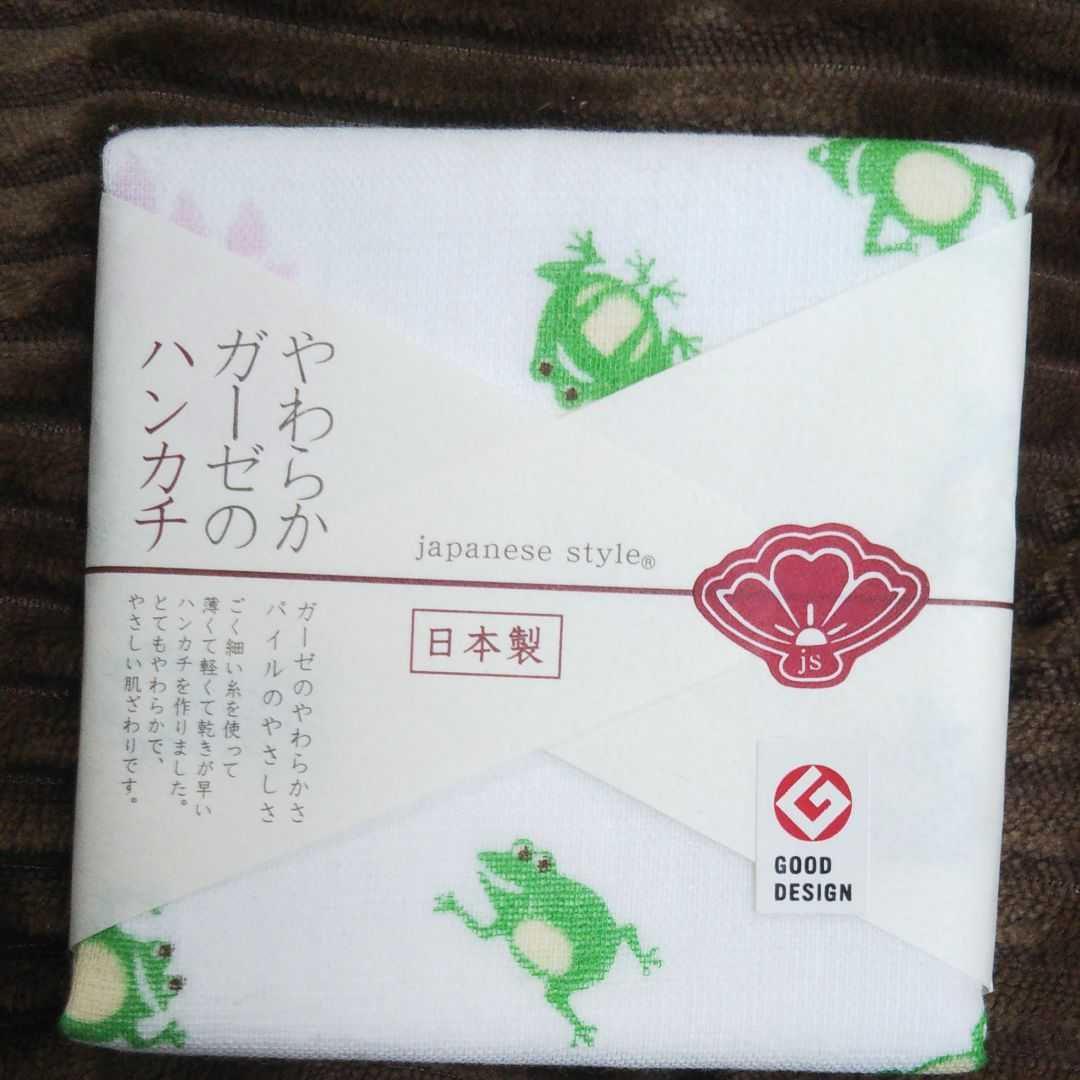 やわらか
ガーゼの
ハンカチ
japanese style®
日本製
js
ガーゼのやわらかさ
パイルのやさしさ
ごく細い糸を使って
薄くて軽くて乾きが早い
ハンカチを作りました。
とてもやわらかで、
やさしい肌ざわりです。
GOOD
DESIGN